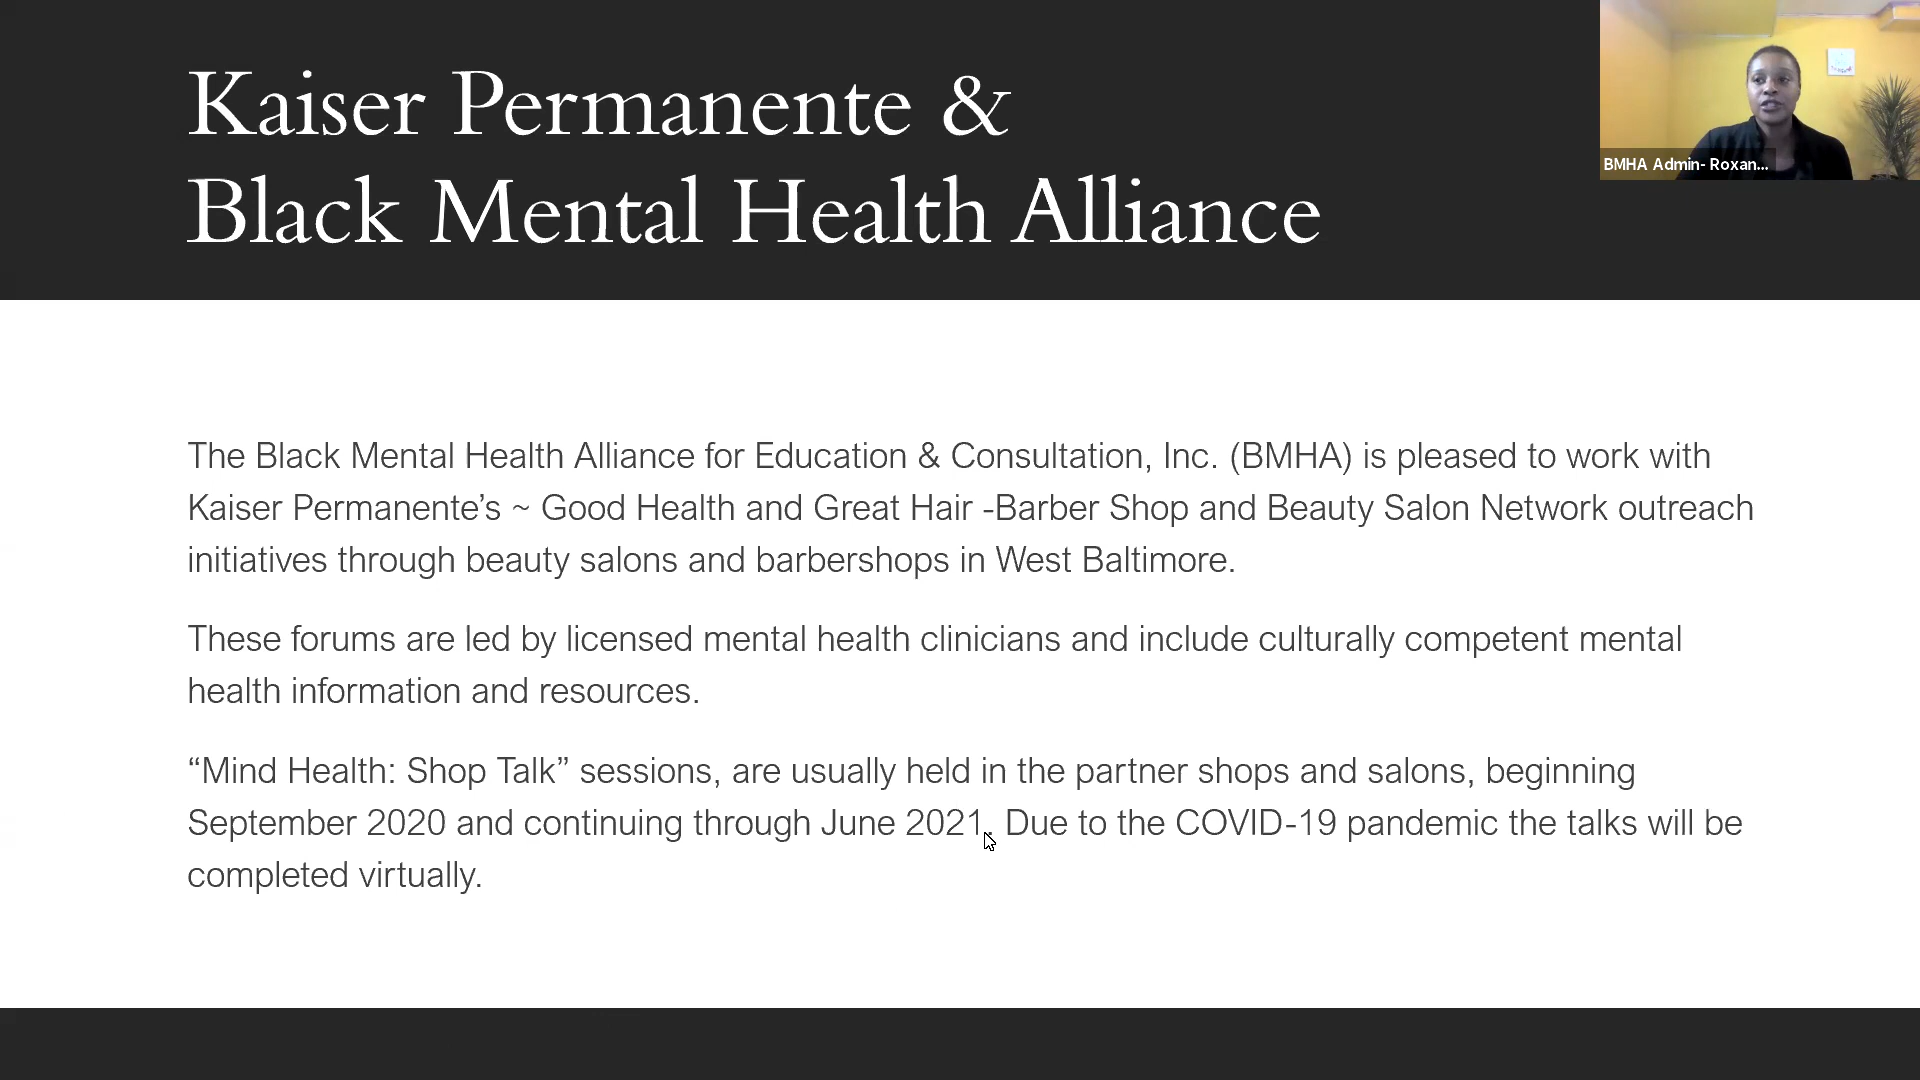 Kaiser Permanente &
Black Mental Health Alliance
BMHA Admin- Roxan...
The Black Mental Health Alliance for Education & Consultation, Inc. (BMHA) is pleased to work with
Kaiser Permanente’s ~ Good Health and Great Hair -Barber Shop and Beauty Salon Network outreach
initiatives through beauty salons and barbershops in West Baltimore.
These forums are led by licensed mental health clinicians and include culturally competent mental
health information and resources.
“Mind Health: Shop Talk” sessions, are usually held in the partner shops and salons, beginning
September 2020 and continuing through June 2021. Due to the COVID-19 pandemic the talks will be
completed virtually.